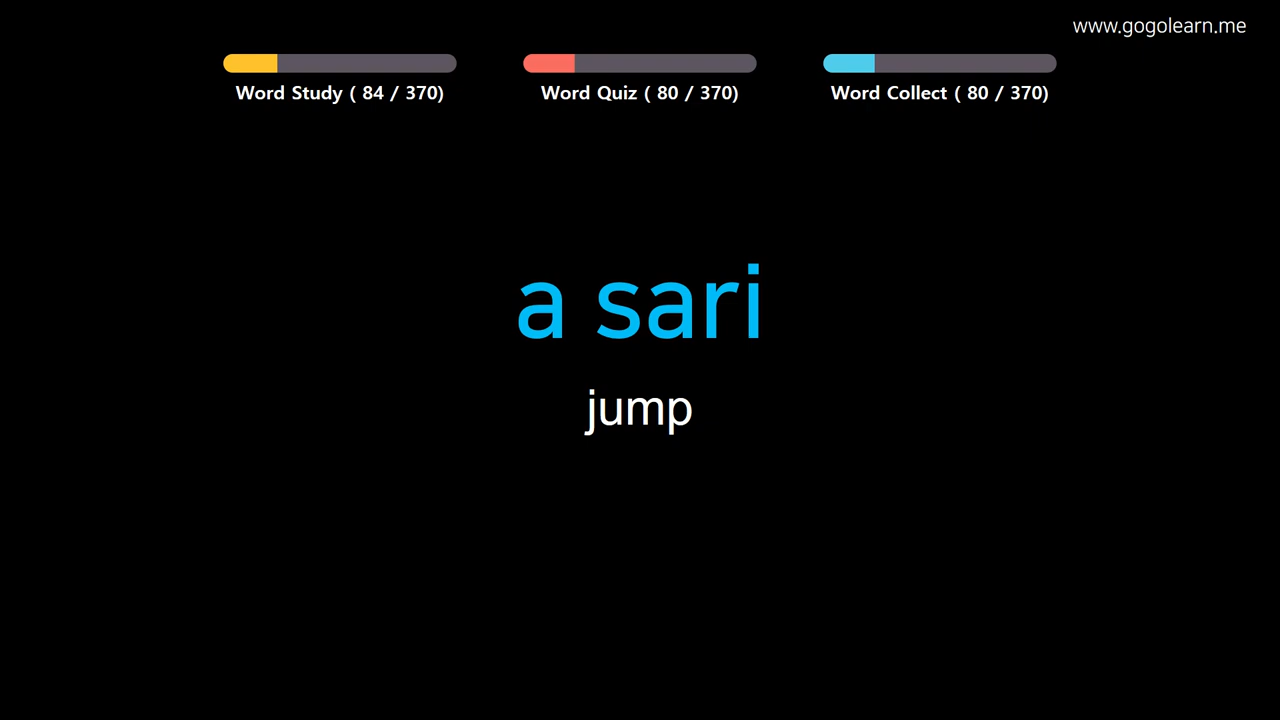 www.gogolearn.me
Word Study ( 84 / 370)
Word Quiz ( 80 / 370)
Word Collect ( 80 / 370)
a sari
jump